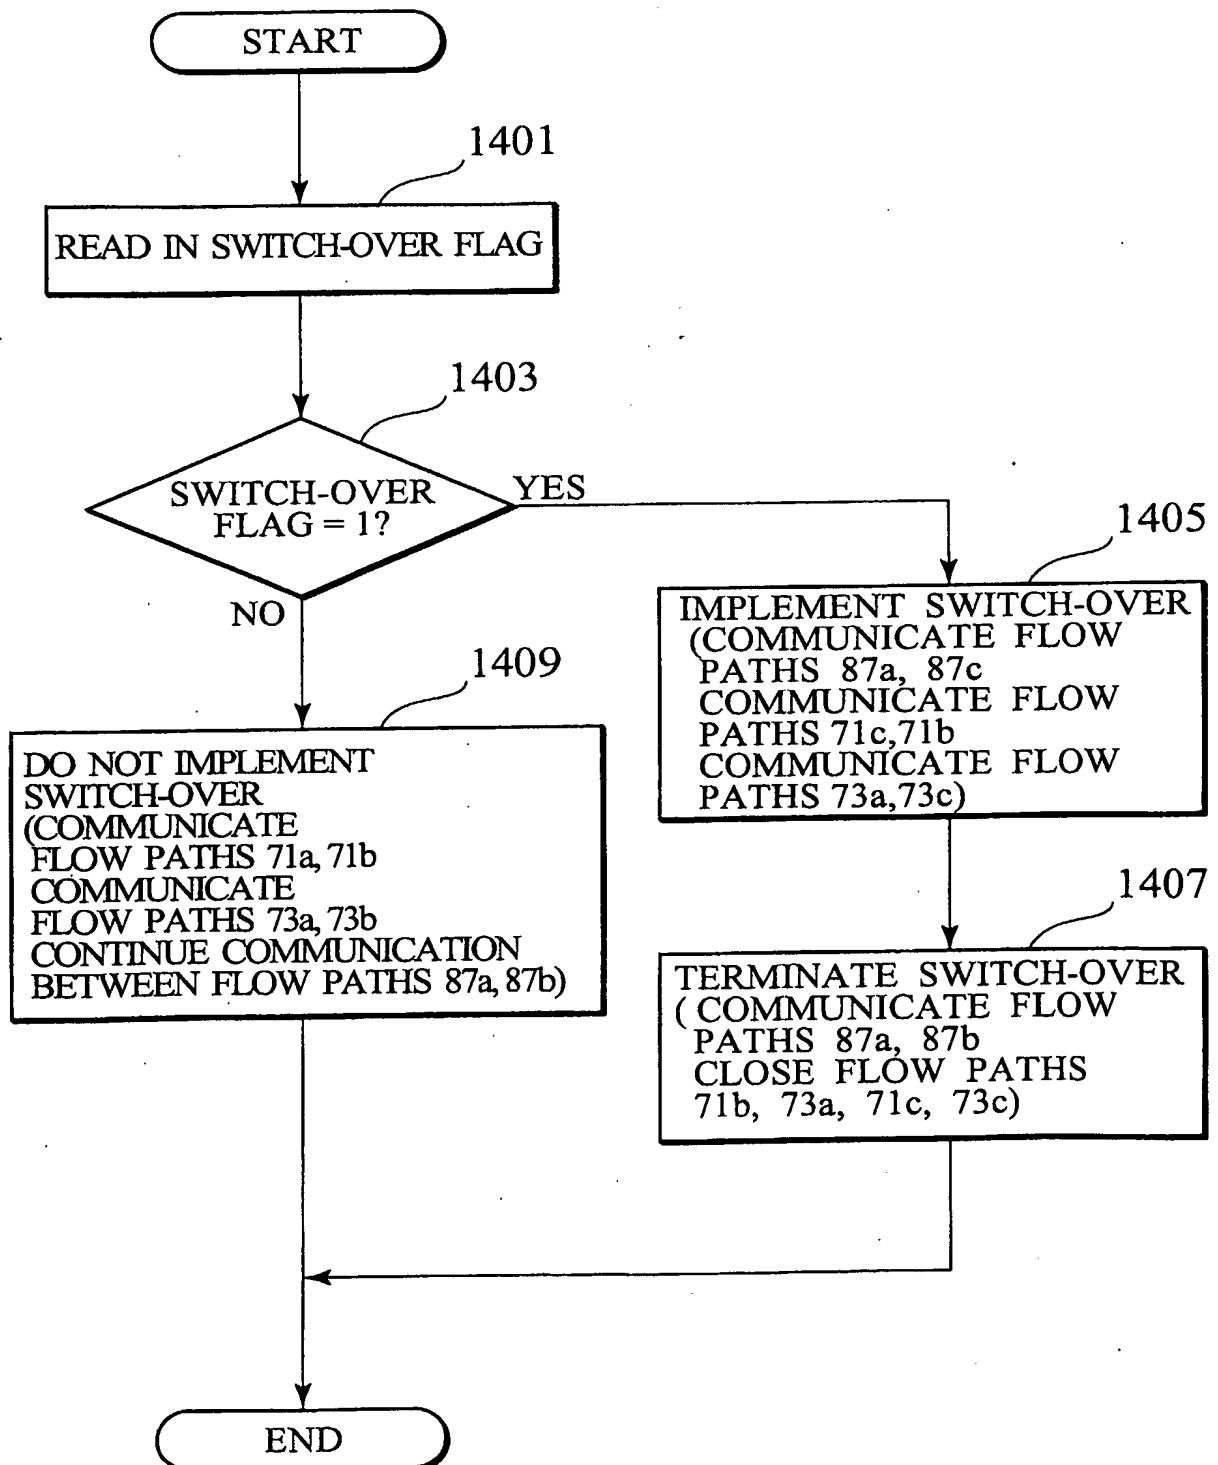 START
1401
READ IN SWITCH-OVER FLAG
1403
SWITCH-OVER
FLAG = 1?
YES
NO
1405
IMPLEMENT SWITCH-OVER
(COMMUNICATE FLOW
PATHS 87a, 87c
COMMUNICATE FLOW
PATHS 71c,71b
COMMUNICATE FLOW
PATHS 73a,73c)
1407
TERMINATE SWITCH-OVER
( COMMUNICATE FLOW
PATHS 87a, 87b
CLOSE FLOW PATHS
71b, 73a, 71c, 73c)
1409
DO NOT IMPLEMENT
SWITCH-OVER
(COMMUNICATE
FLOW PATHS 71a, 71b
COMMUNICATE
FLOW PATHS 73a, 73b
CONTINUE COMMUNICATION
BETWEEN FLOW PATHS 87a, 87b)
END